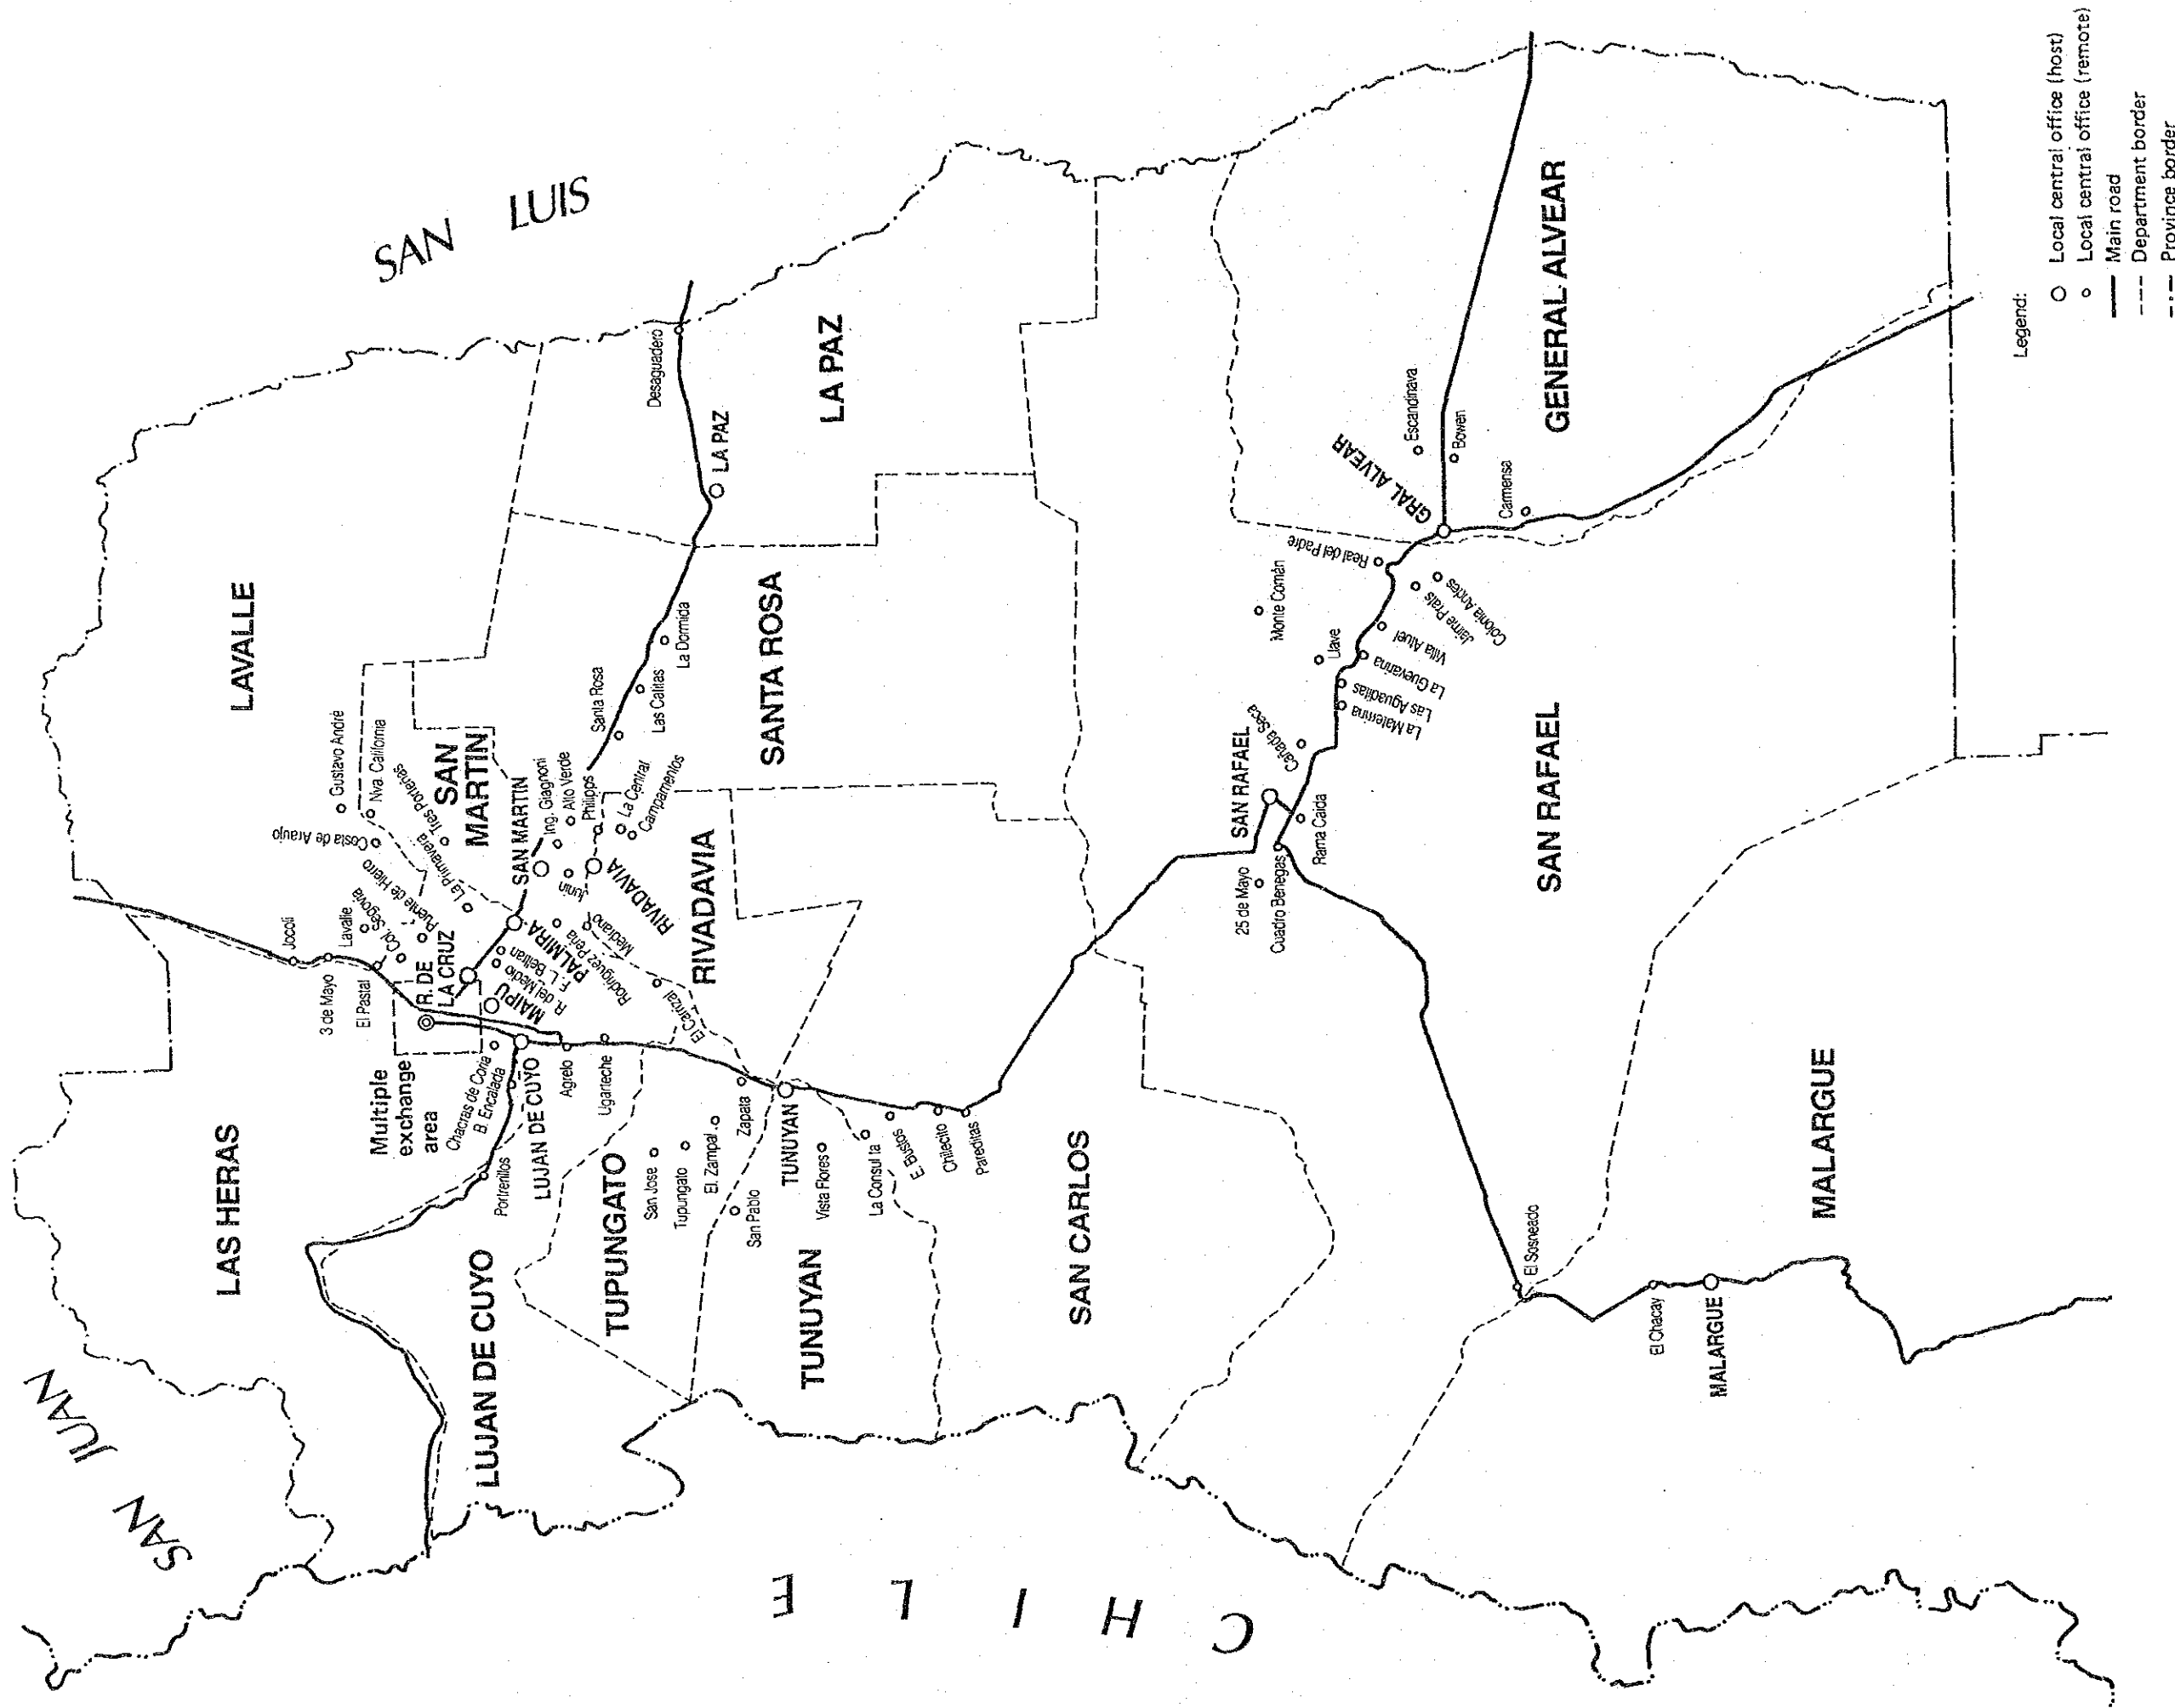 SAN JUAN
SAN LUIS
CHILE
LAS HERAS
LAVALLE
Jocoli
3 de Mayo
El Pastal
Lavalle
Col. Segovia
Puente de Hierro
Costa de Araujo
Gustavo André
Nva. California
La Primavera
Tres Porteñas
SAN
MARTIN
Multiple
exchange
area
R. DE
LA CRUZ
MAIPU
R. del Medio
F. L. Beltran
PALMIRA
Rodriguez Peña
Medrano
SAN MARTIN
Ing. Giagnoni
Alto Verde
Junin
Philipps
RIVADAVIA
La Central
Campamentos
Santa Rosa
Las Catitas
La Dormida
SANTA ROSA
Desaguadero
LA PAZ
LA PAZ
RIVADAVIA
El Carrizal
Chacras de Coria
B. Encalada
LUJAN DE CUYO
Portrerillos
Agrelo
Ugarteche
LUJAN DE CUYO
TUPUNGATO
San Jose
Tupungato
El. Zampal
Zapata
San Pablo
TUNUYAN
Vista Flores
TUNUYAN
La Consulta
E. Bustos
Chilecito
Pareditas
SAN CARLOS
SAN RAFAEL
25 de Mayo
Cuadro Benegas
Rama Caida
Cañada Seca
La Materina
Las Aguaditas
La Guevarina
Llave
Villa Atuel
Monte Comán
Jaime Prats
Colonia Andes
Real del Padre
GRAL ALVEAR
Escandinava
Bowen
Carmensa
GENERAL ALVEAR
SAN RAFAEL
El Sosneado
El Chacay
MALARGUE
MALARGUE
Legend:
Local central office (host)
Local central office (remote)
Main road
Department border
Province border